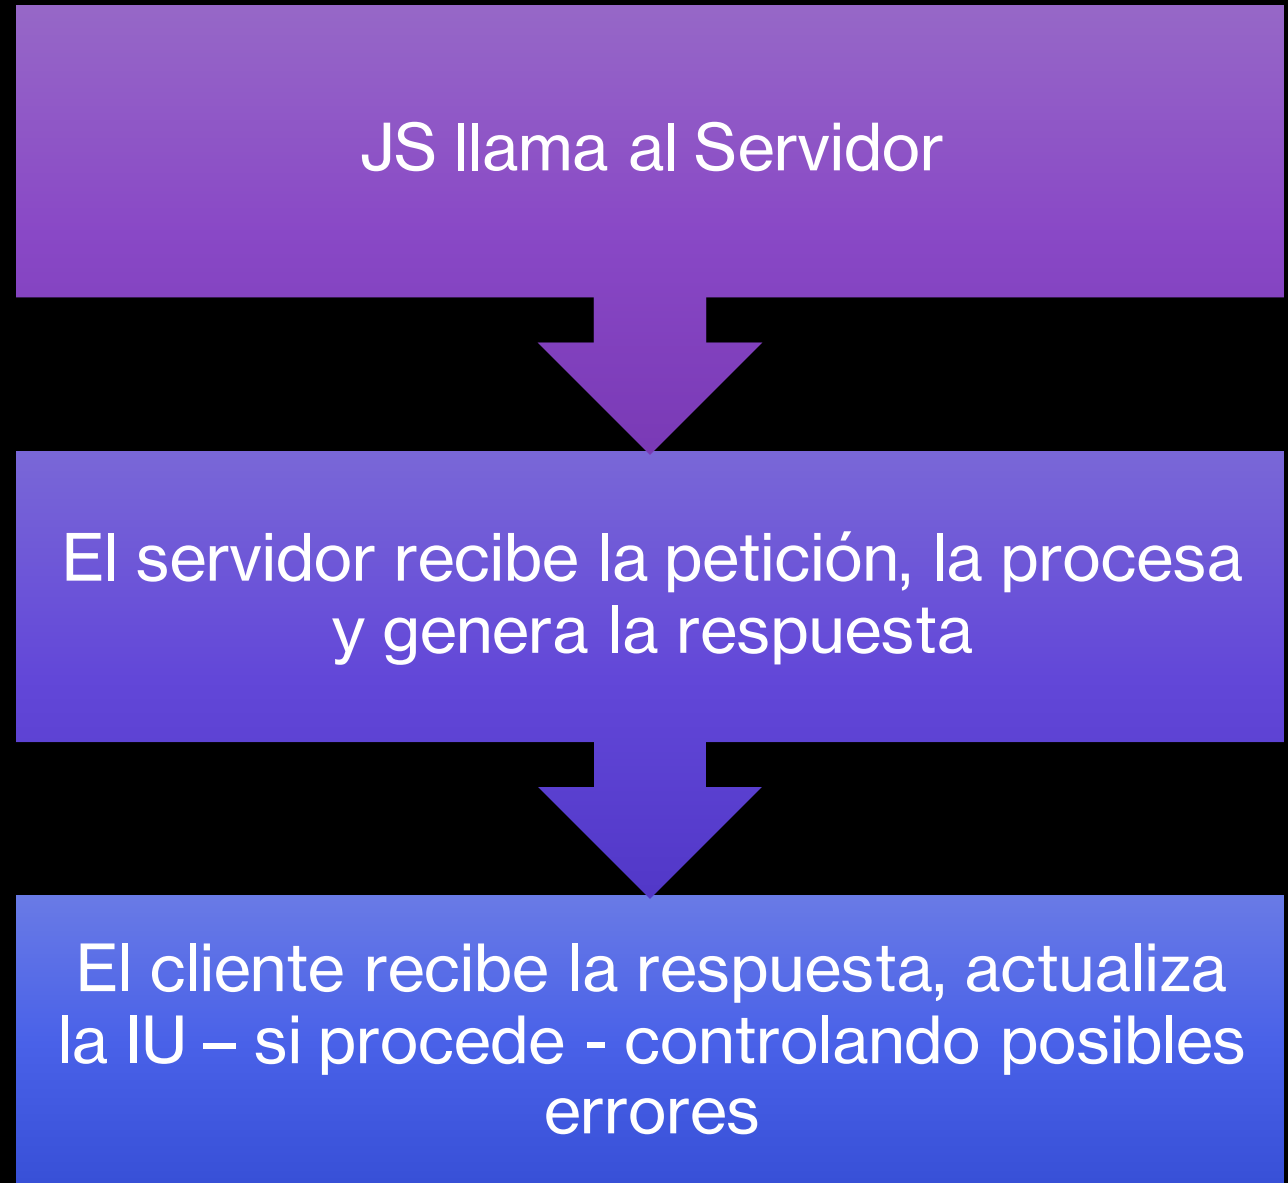 JS llama al Servidor
El servidor recibe la petición, la procesa
y genera la respuesta
El cliente recibe la respuesta, actualiza
la IU – si procede - controlando posibles
errores